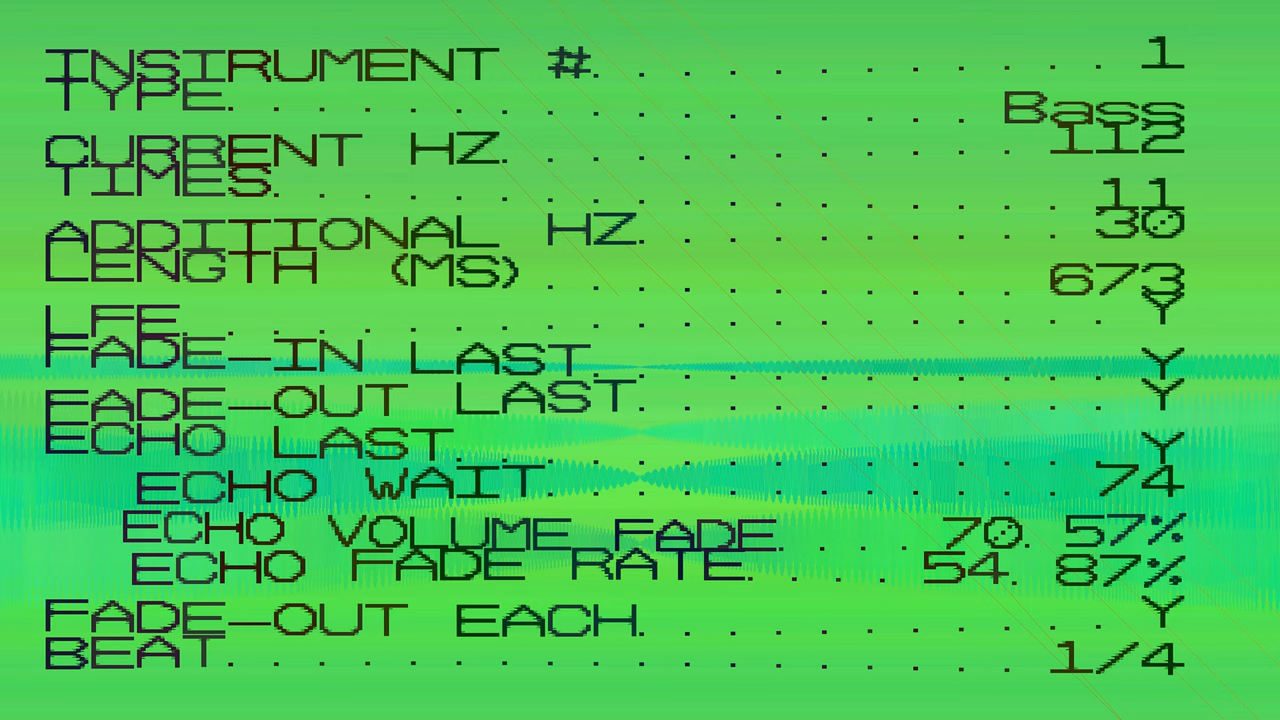 INSTRUMENT #. . . . . . . . . . . . 1
TYPE. . . . . . . . . . . . . . . . . Bass
CURRENT HZ. . . . . . . . . . . . 112
TIMES. . . . . . . . . . . . . . . . . . 11
ADDITIONAL HZ. . . . . . . . . . 30
LENGTH (MS) . . . . . . . . . . . 673
LFE. . . . . . . . . . . . . . . . . . . . . Y
FADE-IN LAST. . . . . . . . . . . . Y
FADE-OUT LAST. . . . . . . . . . . Y
ECHO LAST. . . . . . . . . . . . . . . Y
ECHO WAIT. . . . . . . . . . . . 74
ECHO VOLUME FADE. . . . 70. 57%
ECHO FADE RATE. . . . 54. 87%
FADE-OUT EACH. . . . . . . . . . . Y
BEAT. . . . . . . . . . . . . . . . . . 1/4